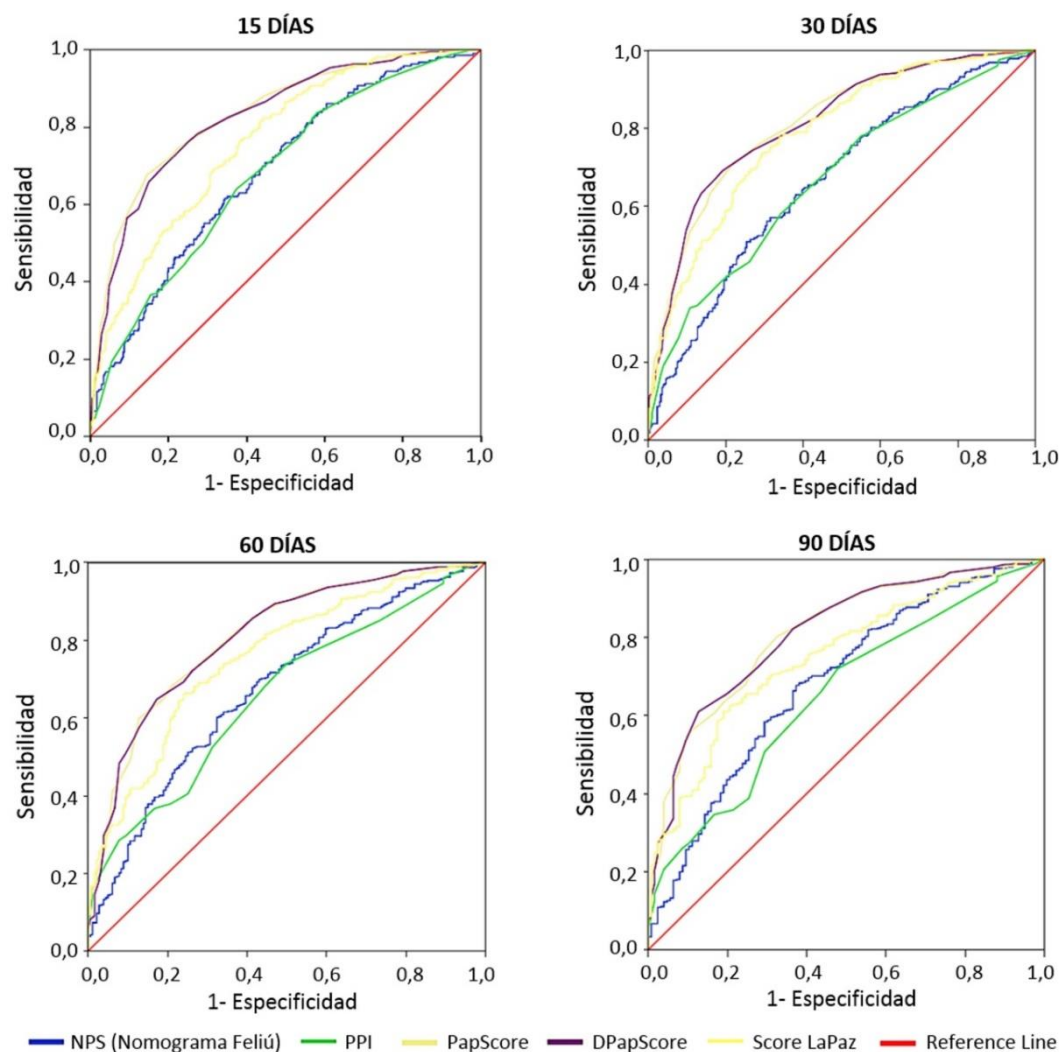 15 DÍAS
30 DÍAS
1,0
0,8
0,6
0,4
0,2
0,0
Sensibilidad
0,0 0,2 0,4 0,6 0,8 1,0
1- Especificidad
1,0
0,8
0,6
0,4
0,2
0,0
Sensibilidad
0,0 0,2 0,4 0,6 0,8 1,0
1- Especificidad
60 DÍAS
90 DÍAS
1,0
0,8
0,6
0,4
0,2
0,0
Sensibilidad
0,0 0,2 0,4 0,6 0,8 1,0
1- Especificidad
1,0
0,8
0,6
0,4
0,2
0,0
Sensibilidad
0,0 0,2 0,4 0,6 0,8 1,0
1- Especificidad
NPS (Nomograma Feliú) PPI PapScore DPapScore Score LaPaz Reference Line